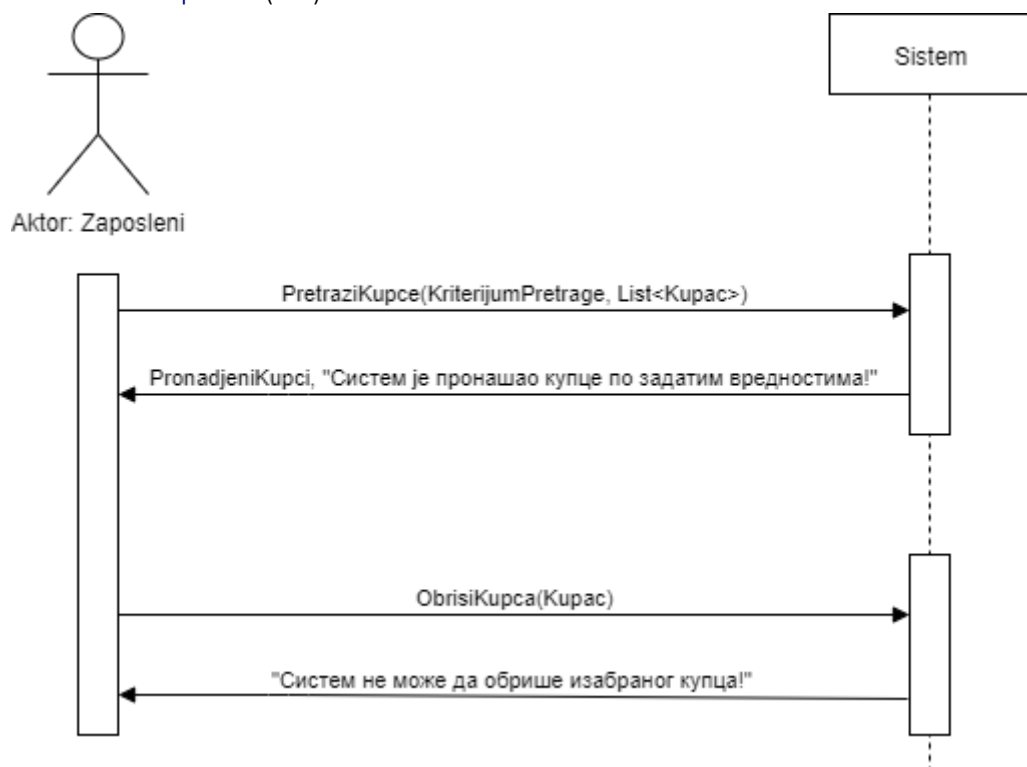 Sistem
Aktor: Zaposleni
PretraziKupce(KriterijumPretrage, List<Kupac>)
PronadjeniKupci, "Систем је пронашао купце по задатим вредностима!"
ObrisiKupca(Kupac)
"Систем не може да обрише изабраног купца!"